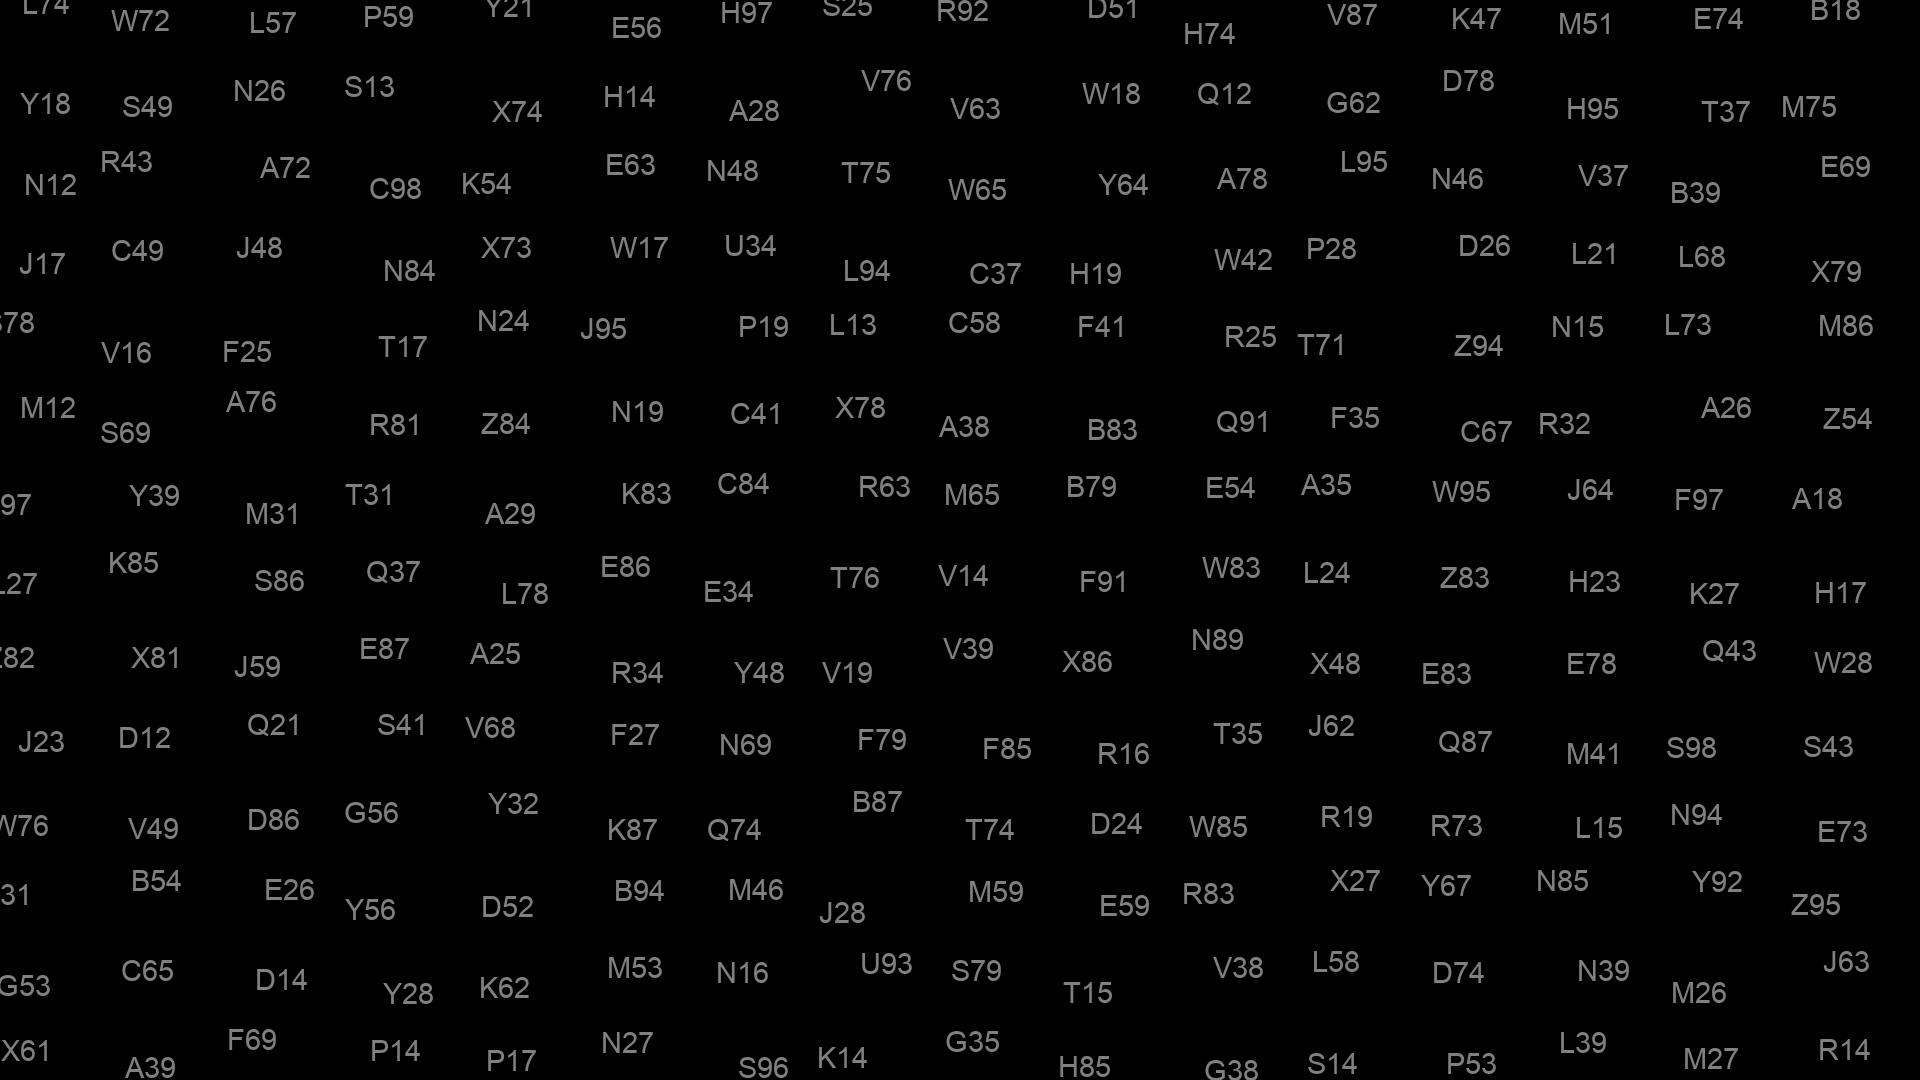 L74 W72 L57 P59 Y21 E56 H97 S25 R92 D51 H74 V87 K47 M51 E74 B18
Y18 S49 N26 S13 X74 H14 A28 V76 V63 W18 Q12 G62 D78 H95 T37 M75
N12 R43 A72 C98 K54 E63 N48 T75 W65 Y64 A78 L95 N46 V37 B39 E69
J17 C49 J48 N84 X73 W17 U34 L94 C37 H19 W42 P28 D26 L21 L68 X79
S78 V16 F25 T17 N24 J95 P19 L13 C58 F41 R25 T71 Z94 N15 L73 M86
M12 S69 A76 R81 Z84 N19 C41 X78 A38 B83 Q91 F35 C67 R32 A26 Z54
97 Y39 M31 T31 A29 K83 C84 R63 M65 B79 E54 A35 W95 J64 F97 A18
L27 K85 S86 Q37 L78 E86 E34 T76 V14 F91 W83 L24 Z83 H23 K27 H17
82 X81 J59 E87 A25 R34 Y48 V19 V39 X86 N89 X48 E83 E78 Q43 W28
J23 D12 Q21 S41 V68 F27 N69 F79 F85 R16 T35 J62 Q87 M41 S98 S43
W76 V49 D86 G56 Y32 K87 Q74 B87 T74 D24 W85 R19 R73 L15 N94 E73
31 B54 E26 Y56 D52 B94 M46 J28 M59 E59 R83 X27 Y67 N85 Y92 Z95
G53 C65 D14 Y28 K62 M53 N16 U93 S79 T15 V38 L58 D74 N39 M26 J63
X61 A39 F69 P14 P17 N27 S96 K14 G35 H85 G38 S14 P53 L39 M27 R14